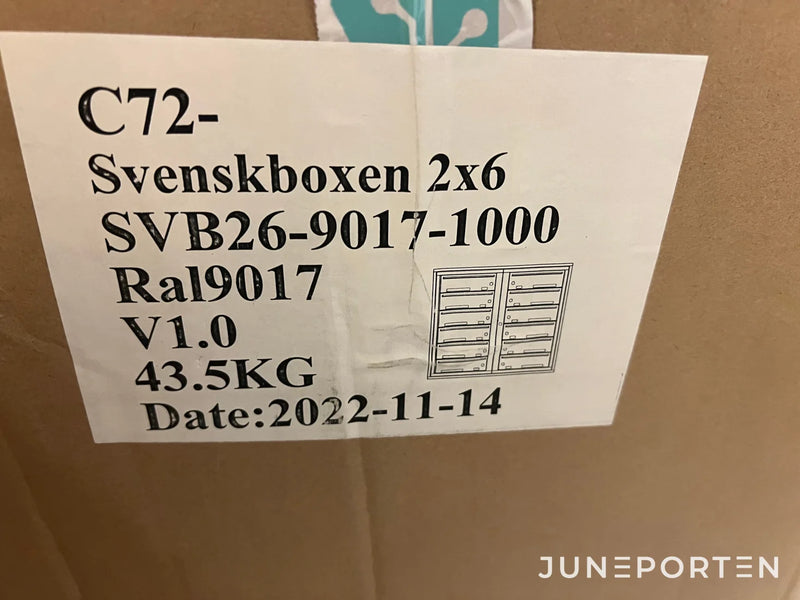 C72-
Svenskboxen 2x6
SVB26-9017-1000
Ral9017
V1.0
43.5KG
Date:2022-11-14
JUNEPORTEN